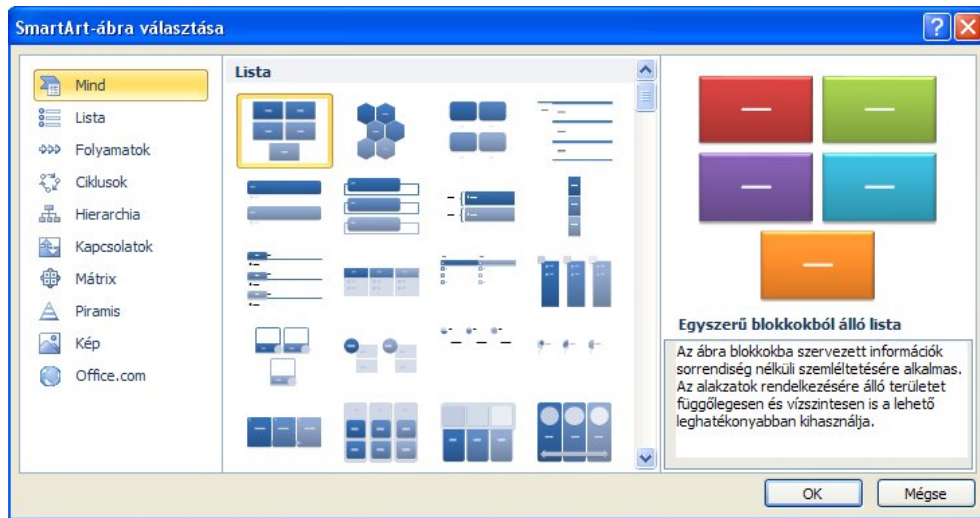 SmartArt-ábra választása
Mind
Lista
Folyamatok
Ciklusok
Hierarchia
Kapcsolatok
Mátrix
Piramis
Kép
Office.com
Lista
Egyszerű blokkokból álló lista
Az ábra blokkokba szervezett információk
sorrendiség nélküli szemléltetésére alkalmas.
Az alakzatok rendelkezésére álló területet
függőlegesen és vízszintesen is a lehető
leghatékonyabban kihasználja.
OK
Mégse